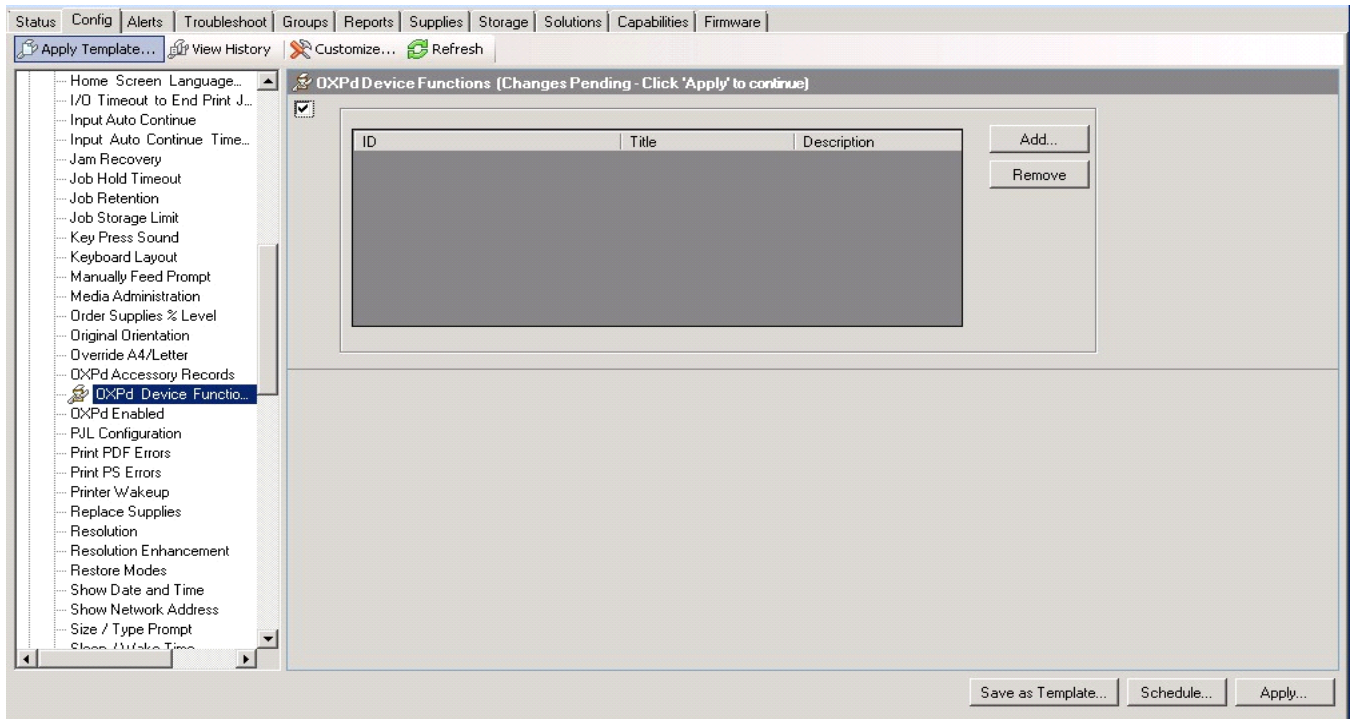 Status Config Alerts Troubleshoot Groups Reports Supplies Storage Solutions Capabilities Firmware
Apply Template... View History Customize... Refresh
Home Screen Language...
I/O Timeout to End Print J...
Input Auto Continue
Input Auto Continue Time...
Jam Recovery
Job Hold Timeout
Job Retention
Job Storage Limit
Key Press Sound
Keyboard Layout
Manually Feed Prompt
Media Administration
Order Supplies % Level
Original Orientation
Override A4/Letter
OXPd Accessory Records
OXPd Device Functio...
OXPd Enabled
PJL Configuration
Print PDF Errors
Print PS Errors
Printer Wakeup
Replace Supplies
Resolution
Resolution Enhancement
Restore Modes
Show Date and Time
Show Network Address
Size / Type Prompt
Sleep / Wake Time
OXPd Device Functions (Changes Pending - Click 'Apply' to continue)
ID Title Description
Add...
Remove
Save as Template... Schedule... Apply...